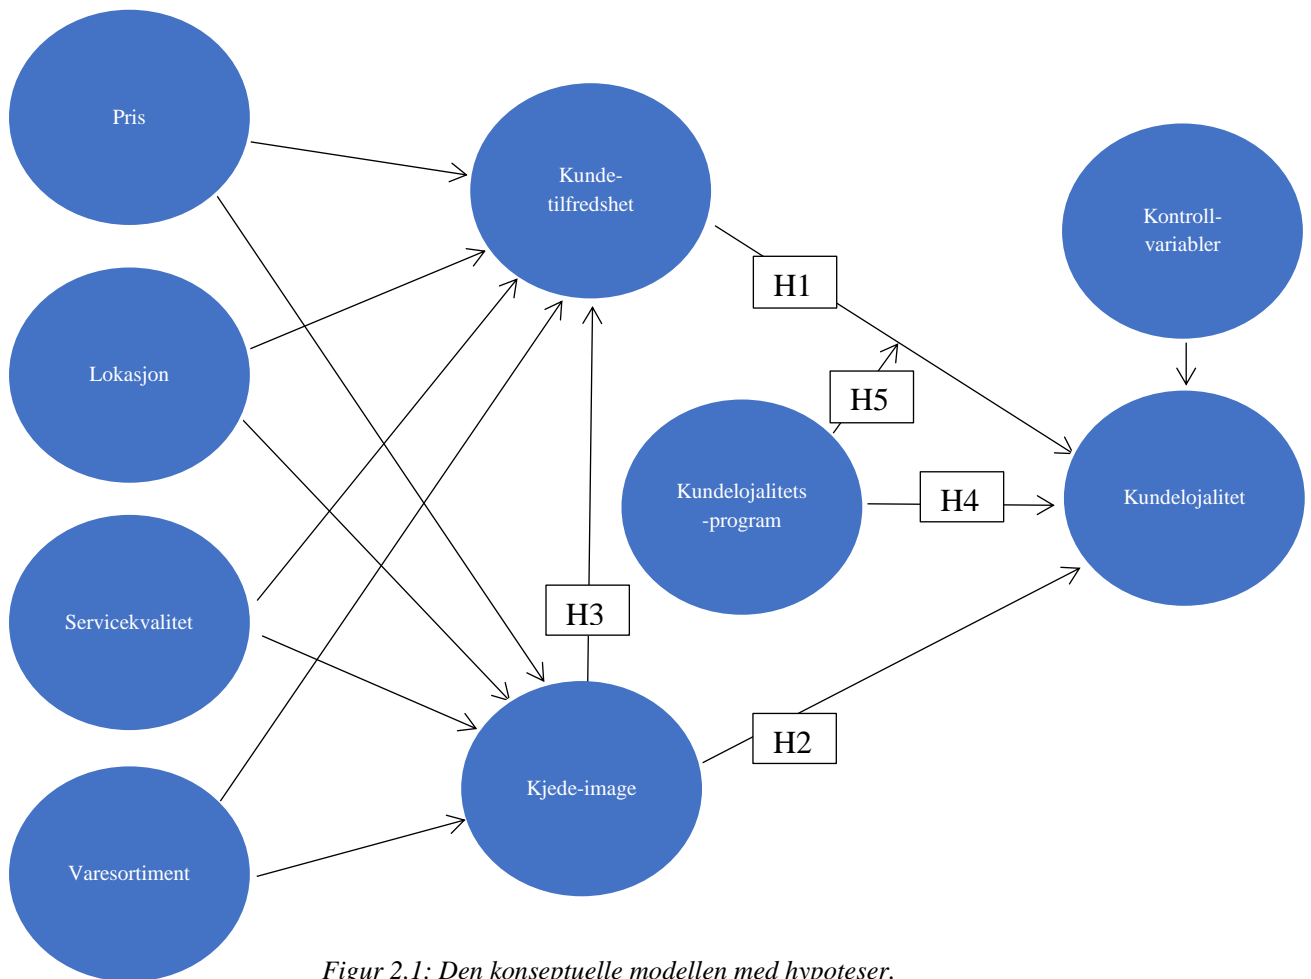 Pris
Kunde-
tilfredshet
Kontroll-
variabler
H1
Lokasjon
H5
Kundelojalitets
-program
H4
Kundelojalitet
Servicekvalitet
H3
H2
Kjede-image
Varesortiment
Figur 2.1: Den konseptuelle modellen med hypoteser.